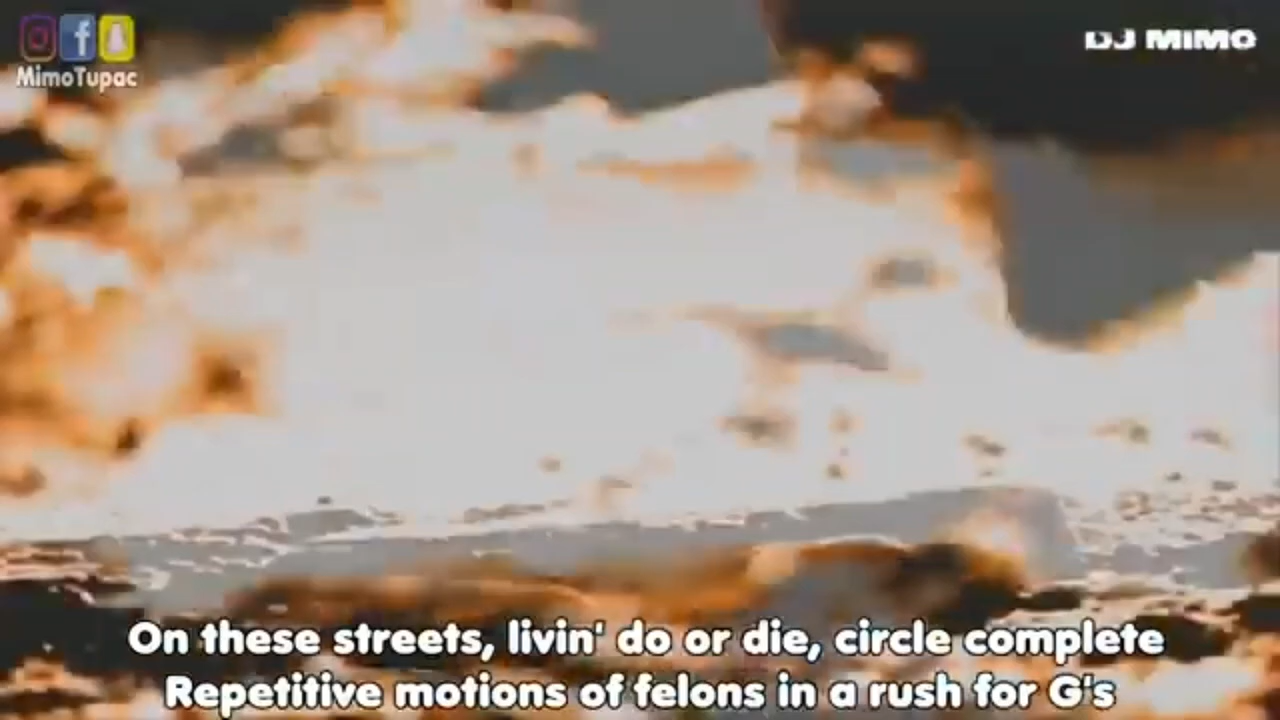 MimoTupac
DJ MIMO
On these streets, livin' do or die, circle complete
Repetitive motions of felons in a rush for G's